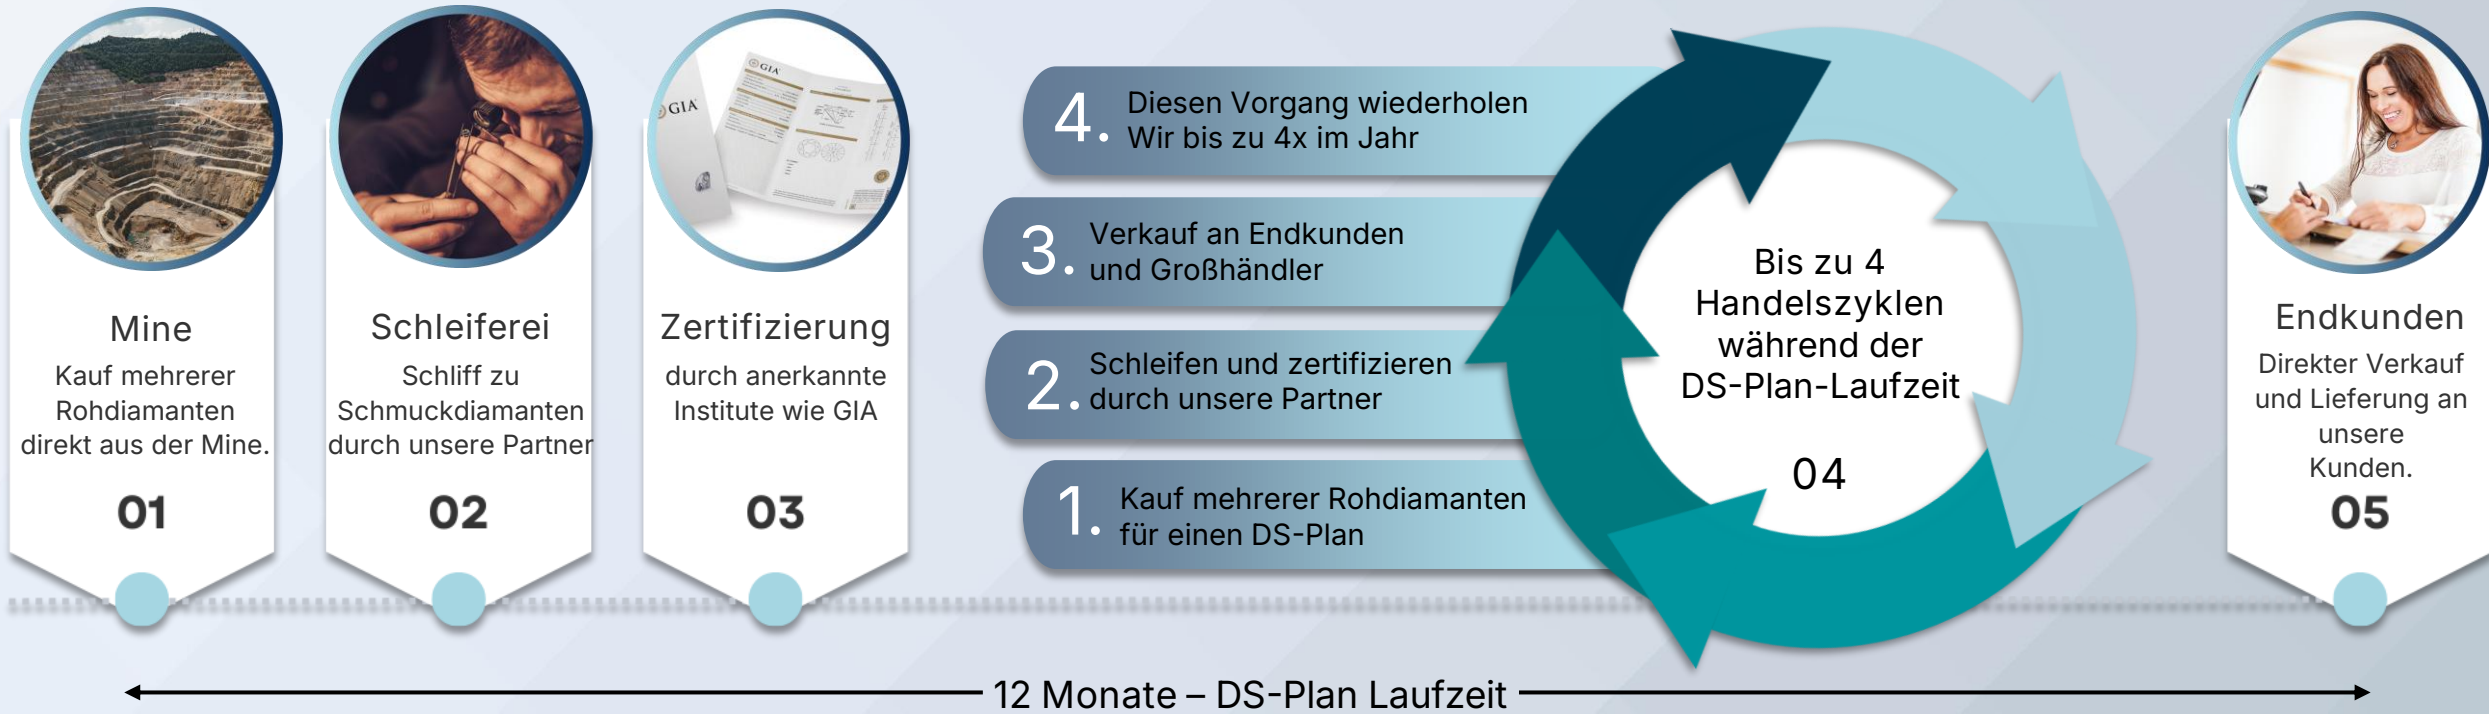 GIA
GIA
Mine
Kauf mehrerer
Rohdiamanten
direkt aus der Mine.
01
Schleiferei
Schliff zu
Schmuckdiamanten
durch unsere Partner
02
Zertifizierung
durch anerkannte
Institute wie GIA
03
4. Diesen Vorgang wiederholen
Wir bis zu 4x im Jahr
3. Verkauf an Endkunden
und Großhändler
2. Schleifen und zertifizieren
durch unsere Partner
1. Kauf mehrerer Rohdiamanten
für einen DS-Plan
Bis zu 4
Handelszyklen
während der
DS-Plan-Laufzeit
04
Endkunden
Direkter Verkauf
und Lieferung an
unsere
Kunden.
05
12 Monate – DS-Plan Laufzeit